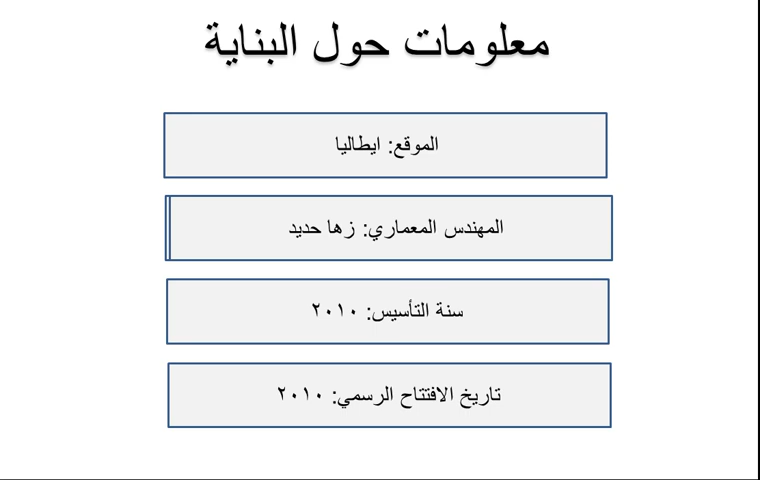 معلومات حول البناية
الموقع: ايطاليا
المهندس المعماري: زها حديد
سنة التأسيس: ٢٠١٠
تاريخ الافتتاح الرسمي: ٢٠١٠